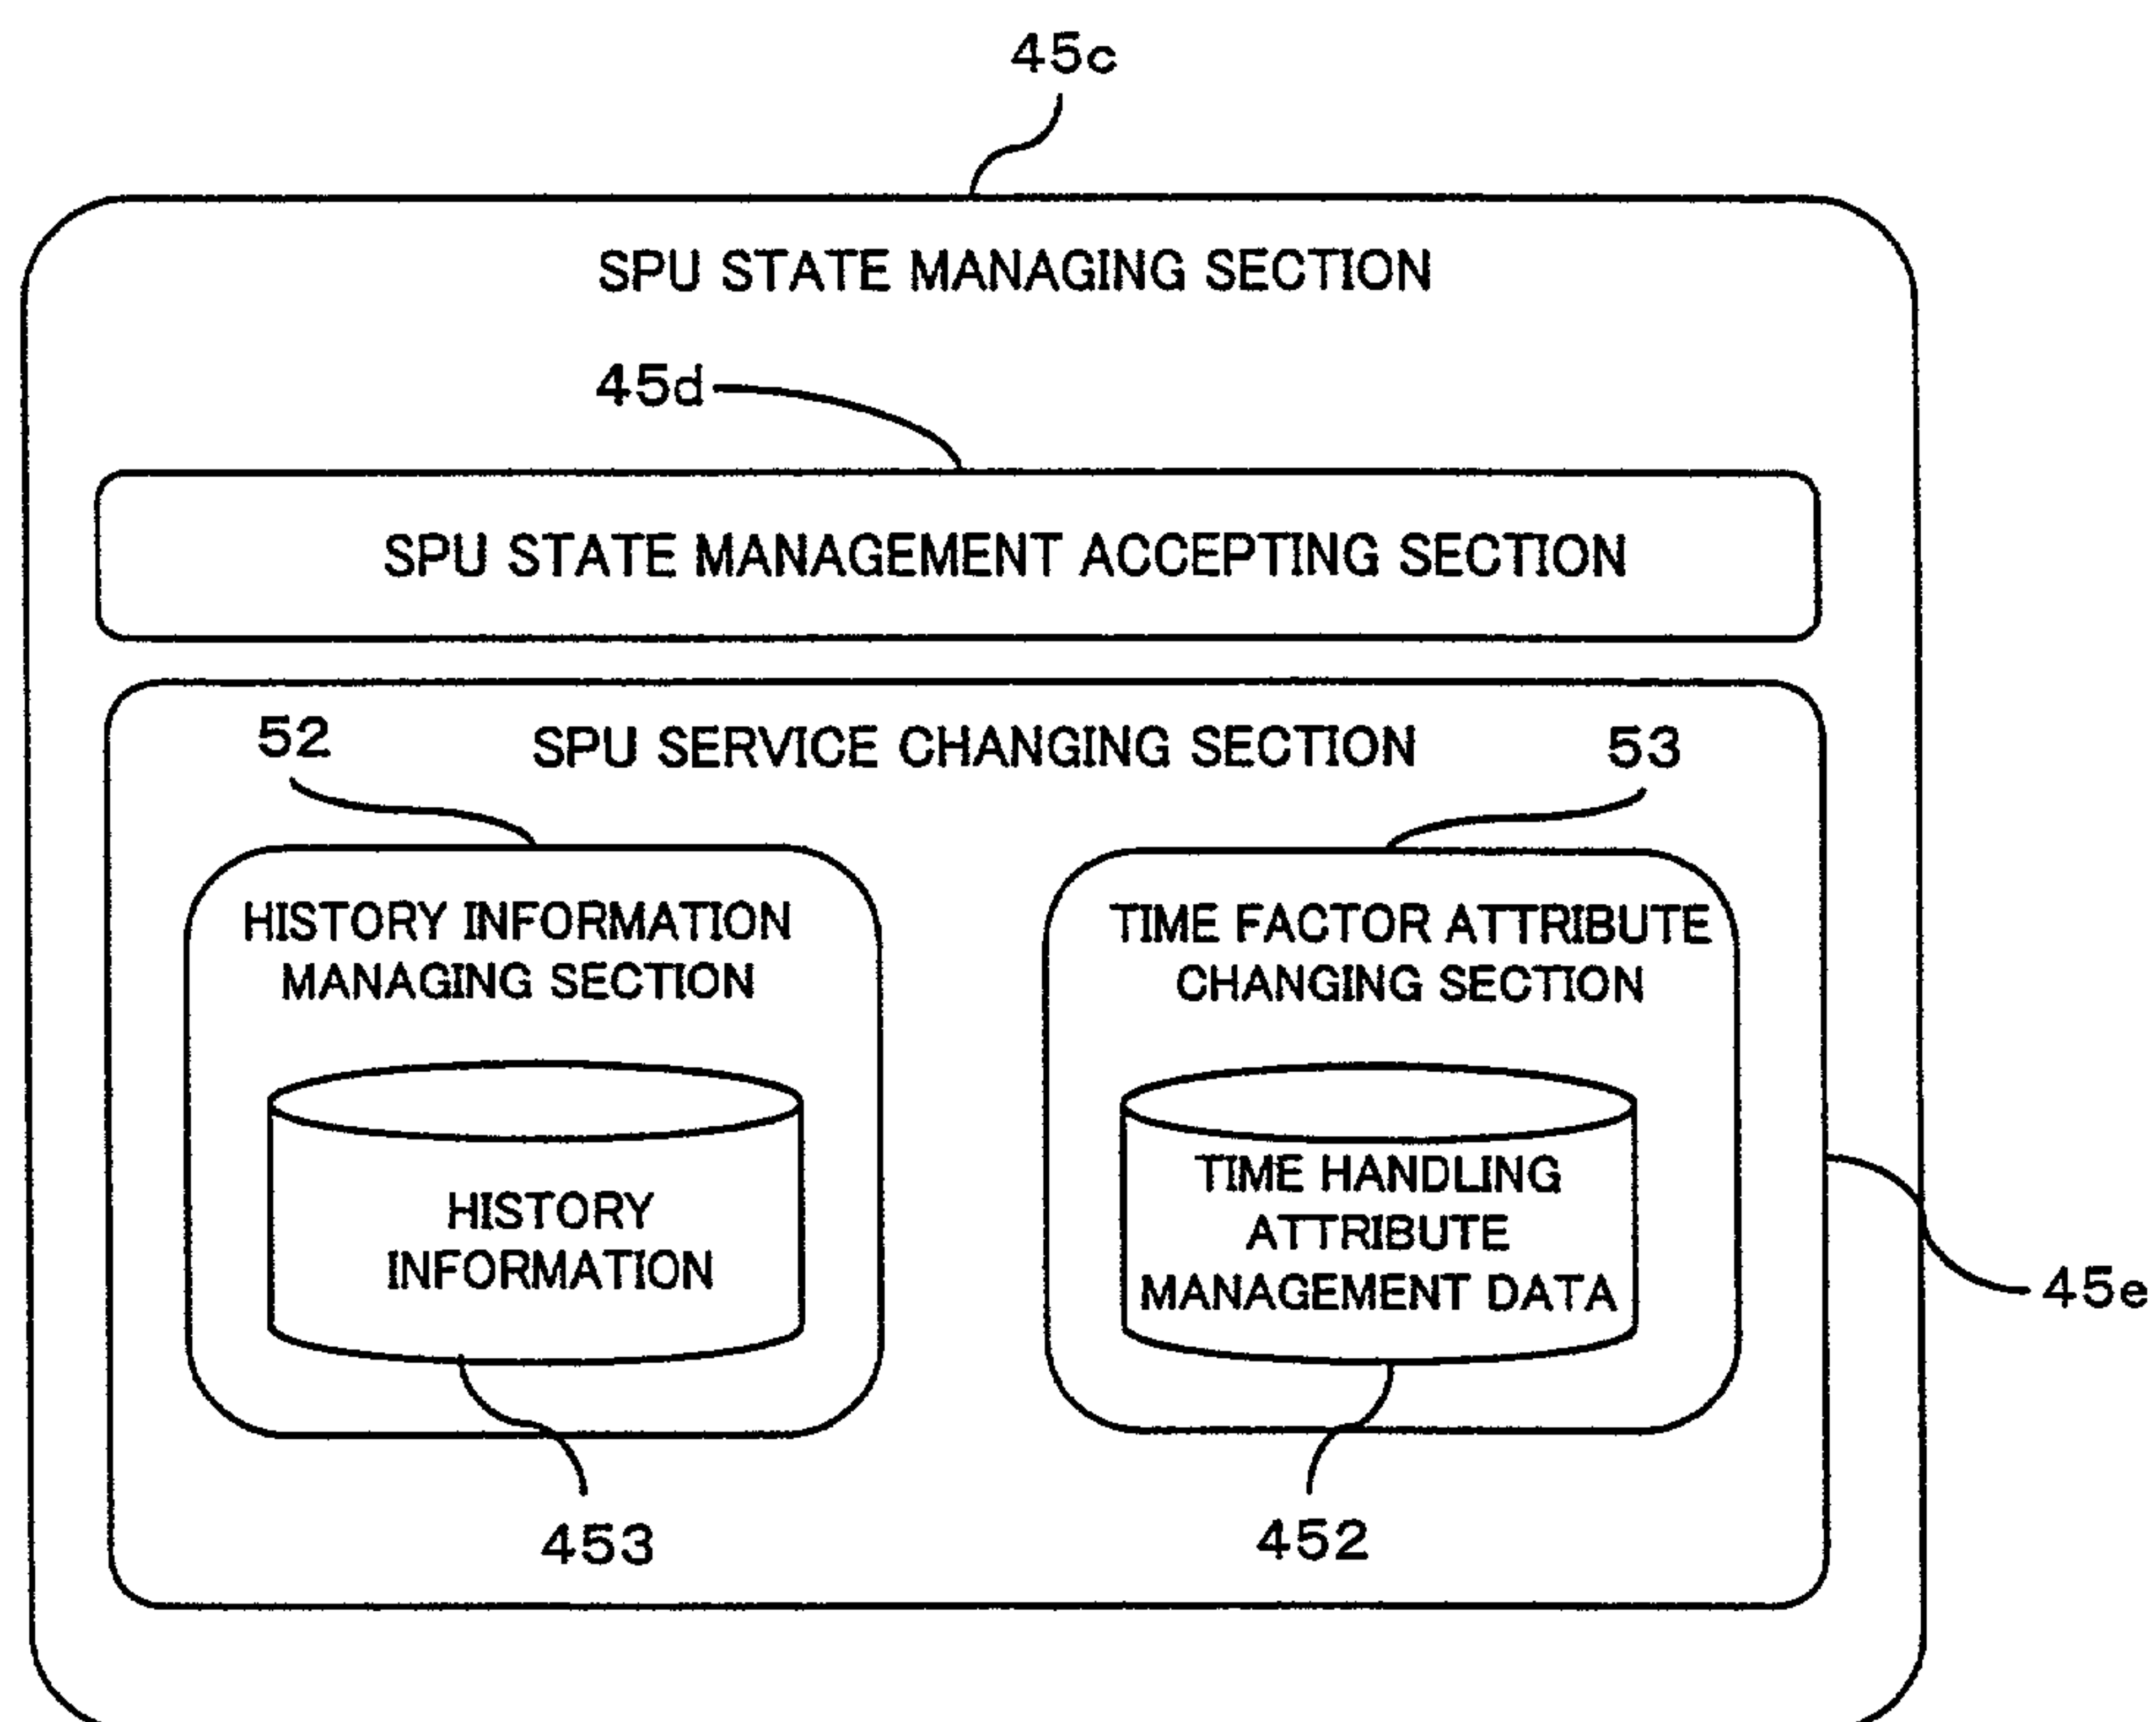 45c
SPU STATE MANAGING SECTION
45d
SPU STATE MANAGEMENT ACCEPTING SECTION
52
SPU SERVICE CHANGING SECTION
53
HISTORY INFORMATION
MANAGING SECTION
TIME FACTOR ATTRIBUTE
CHANGING SECTION
HISTORY
INFORMATION
TIME HANDLING
ATTRIBUTE
MANAGEMENT DATA
45e
453
452